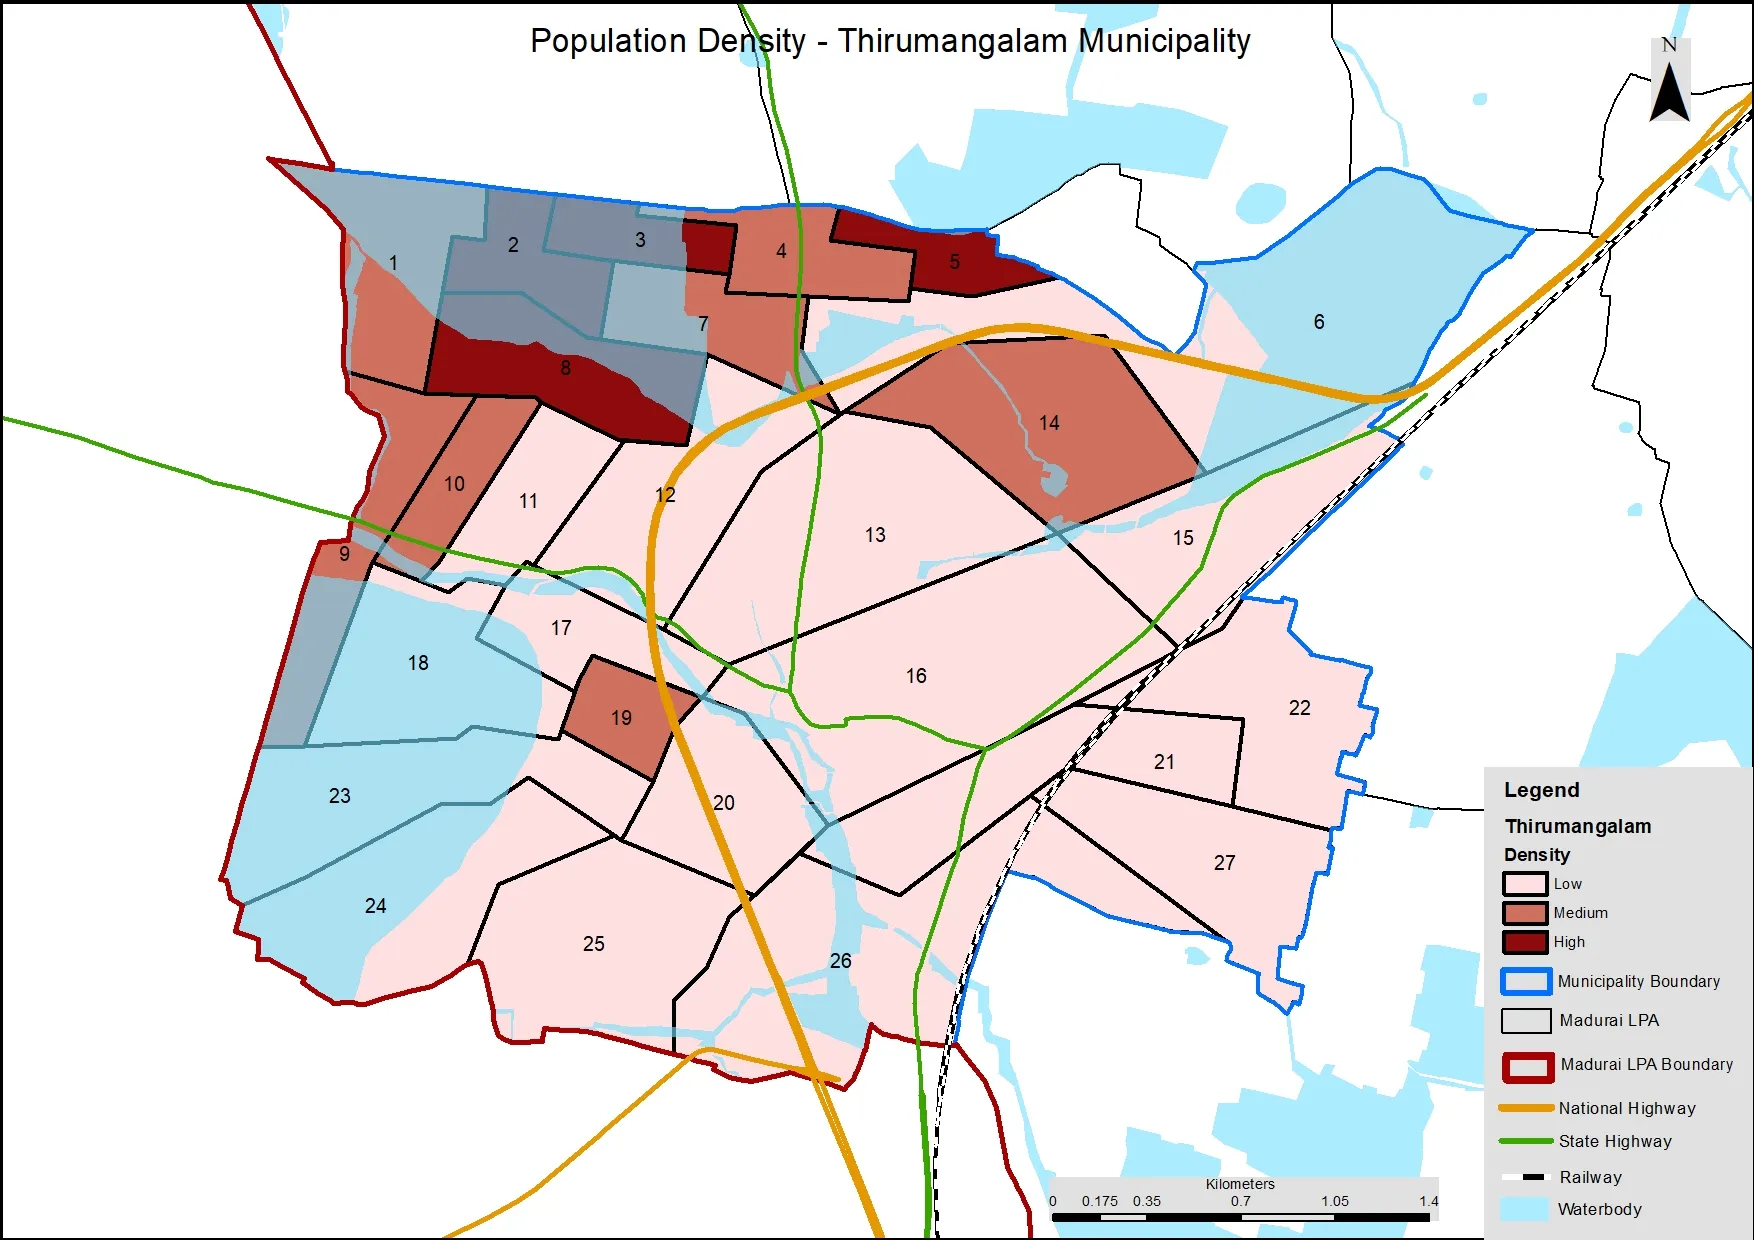 Population Density - Thirumangalam Municipality
N
1
2
3
4
5
6
7
8
9
10
11
12
13
14
15
16
17
18
19
20
21
22
23
24
25
26
27
Legend
Thirumangalam
Density
Low
Medium
High
Municipality Boundary
Madurai LPA
Madurai LPA Boundary
National Highway
State Highway
Railway
Waterbody
Kilometers
0 0.175 0.35 0.7 1.05 1.4